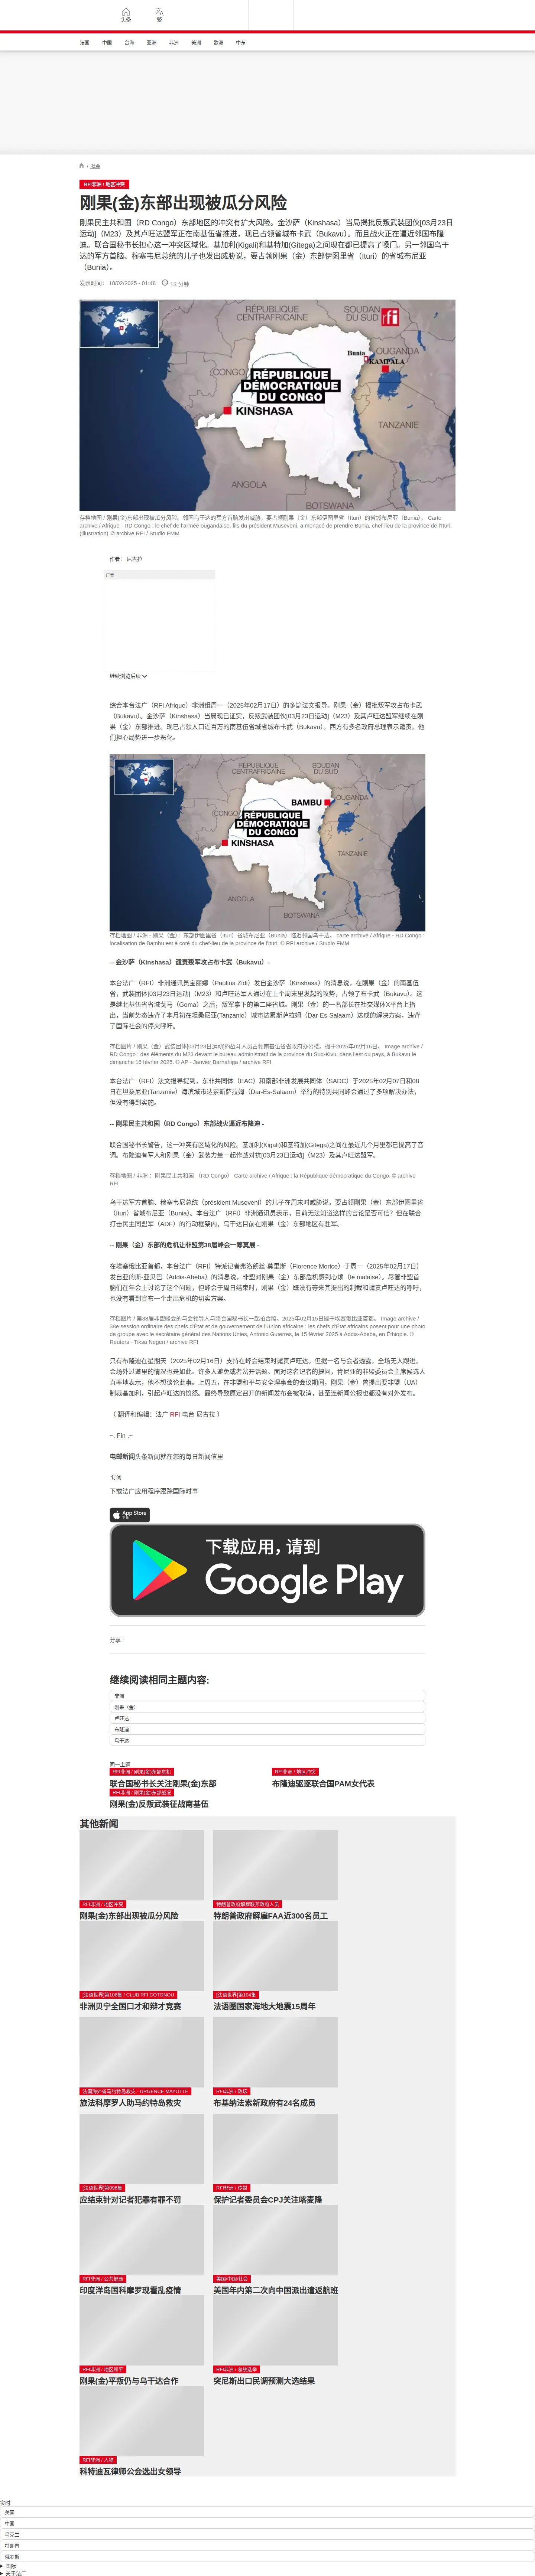 头条
繁
法国 中国 台海 亚洲 非洲 美洲 欧洲 中东
/ 社会
RFI非洲 / 地区冲突
刚果(金)东部出现被瓜分风险
刚果民主共和国（RD Congo）东部地区的冲突有扩大风险。金沙萨（Kinshasa）当局揭批反叛武装团伙[03月23日
运动]（M23）及其卢旺达盟军正在南基伍省推进，现已占领省城布卡武（Bukavu）。而且战火正在逼邻国布隆
迪。联合国秘书长担心这一冲突区域化。基加利(Kigali)和基特加(Gitega)之间现在都已提高了嗓门。另一邻国乌干
达的军方首脑、穆塞韦尼总统的儿子也发出威胁说，要占领刚果（金）东部伊图里省（Ituri）的省城布尼亚
（Bunia）。
发表时间： 18/02/2025 - 01:48 13 分钟
RÉPUBLIQUE CENTRAFRICAINE
SOUDAN DU SUD
rfi
CONGO
Bunia
OUGANDA
KAMPALA
RÉPUBLIQUE DÉMOCRATIQUE DU CONGO
KINSHASA
TANZANIE
ANGOLA
BOTSWANA
存档地图 / 刚果(金)东部出现被瓜分风险。邻国乌干达的军方首脑发出威胁，要占领刚果（金）东部伊图里省（Ituri）的省城布尼亚（Bunia）。 Carte
archive / Afrique - RD Congo : le chef de l'armée ougandaise, fils du président Museveni, a menacé de prendre Bunia, chef-lieu de la province de l'Ituri.
(illustration) © archive RFI / Studio FMM
作者： 尼古拉
广告
继续浏览后续
结合本台法广（RFI Afrique）非洲组周一（2025年02月17日）的多篇法文报导。刚果（金）揭批叛军攻占布卡武
（Bukavu）。金沙萨（Kinshasa）当局现已证实，反叛武装团伙[03月23日运动]（M23）及其卢旺达盟军继续在刚
果（金）东部推进。现已占领人口近百万的南基伍省城省城布卡武（Bukavu）。西方有多名政府总理表示谴责。他
们担心局势进一步恶化。
RÉPUBLIQUE CENTRAFRICAINE
SOUDAN DU SUD
BAMBU
OUGANDA
CONGO
RÉPUBLIQUE DÉMOCRATIQUE DU CONGO
KINSHASA
TANZANIE
ANGOLA
BOTSWANA
存档地图 / 非洲 - 刚果（金）：东部伊图里省（Ituri）省城布尼亚（Bunia）临近邻国乌干达。 carte archive / Afrique - RD Congo :
localisation de Bambu est à coté du chef-lieu de la province de l'Ituri. © RFI archive / Studio FMM
-- 金沙萨（Kinshasa）谴责叛军攻占布卡武（Bukavu）-
本台法广（RFI）非洲通讯员宝丽娜（Paulina Zidi）发自金沙萨（Kinshasa）的消息说，在刚果（金）的南基伍
省，武装团伙[03月23日运动]（M23）和卢旺达军人通过在上个周末里发起的攻势，占领了布卡武（Bukavu）。这
是继北基伍省省城戈马（Goma）之后，叛军拿下的第二座省城。刚果（金）的一名部长在社交媒体X平台上指
出，当前势态违背了本月初在坦桑尼亚(Tanzanie）城市达累斯萨拉姆（Dar-Es-Salaam）达成的解决方案，违背
了国际社会的停火呼吁。
存档图片 / 刚果（金）武装团体[03月23日运动]的战斗人员占领南基伍省省政府办公楼。摄于2025年02月16日。 Image archive /
RD Congo : des éléments du M23 devant le bureau administratif de la province du Sud-Kivu, dans l'est du pays, à Bukavu le
dimanche 16 février 2025. © AP - Janvier Barhahiga / archive RFI
本台法广（RFI）法文报导提到，东非共同体（EAC）和南部非洲发展共同体（SADC）于2025年02月07日和08
日在坦桑尼亚(Tanzanie）海滨城市达累斯萨拉姆（Dar-Es-Salaam）举行的特别共同峰会通过了多项解决办法，
但没有得到实施。
-- 刚果民主共和国（RD Congo）东部战火逼近布隆迪 -
联合国秘书长警告，这一冲突有区域化的风险。基加利(Kigali)和基特加(Gitega)之间在最近几个月里都已提高了音
调。布隆迪有军人和刚果（金）武装力量一起作战对抗[03月23日运动]（M23）及其卢旺达盟军。
存档地图 / 非洲 ： 刚果民主共和国 （RD Congo） Carte archive / Afrique : la République démocratique du Congo. © archive
RFI
乌干达军方首脑、穆塞韦尼总统（président Museveni）的儿子在周末时威胁说，要占领刚果（金）东部伊图里省
（Ituri）省城布尼亚（Bunia）。本台法广（RFI）非洲通讯员表示，目前无法知道这样的言论是否可信？但在联合
打击民主同盟军（ADF）的行动框架内，乌干达目前在刚果（金）东部地区有驻军。
-- 刚果（金）东部的危机让非盟第38届峰会一筹莫展 -
在埃塞俄比亚首都，本台法广（RFI）特派记者弗洛朗丝·莫里斯（Florence Morice）于周一（2025年02月17日）
发自亚的斯-亚贝巴（Addis-Abeba）的消息说，非盟对刚果（金）东部危机感到心烦（le malaise）。尽管非盟首
脑们在年会上讨论了这个问题，但峰会于周日结束时，刚果（金）既没有等来其提出的制裁和谴责卢旺达的呼吁，
也没有看到宣布一个走出危机的切实方案。
存档图片 / 第38届非盟峰会的与会领导人与联合国秘书长一起拍合照。2025年02月15日摄于埃塞俄比亚首都。 Image archive /
38e session ordinaire des chefs d'État et de gouvernement de l'Union africaine : les chefs d'État africains posent pour une photo
de groupe avec le secrétaire général des Nations Unies, Antonio Guterres, le 15 février 2025 à Addis-Abeba, en Éthiopie. ©
Reuters - Tiksa Negeri / archive RFI
只有布隆迪在星期天（2025年02月16日）支持在峰会结束时谴责卢旺达。但据一名与会者透露，全场无人跟进。
会场外过道里的情况也是如此。许多人避免或者岔开话题。面对这名记者的提问，肯尼亚的非盟委员会主席候选人
直率地表示，他不想谈论此事。上周五，在非盟和平与安全理事会的会议期间，刚果（金）曾提出要非盟（UA）
制裁基加利，引起卢旺达的愤怒。最终导致原定召开的新闻发布会被取消，甚至连新闻公报也都没有对外发布。
（ 翻译和编辑：法广 RFI 电台 尼古拉 ）
~. Fin .~
电邮新闻头条新闻就在您的每日新闻信里
订阅
下载法广应用程序跟踪国际时事
App Store
下载应用，请到
Google Play
分享 :
继续阅读相同主题内容:
非洲
刚果（金）
卢旺达
布隆迪
乌干达
同一主题
RFI非洲 / 刚果(金)东部危机
联合国秘书长关注刚果(金)东部
RFI非洲 / 地区冲突
布隆迪驱逐联合国PAM女代表
RFI非洲 / 刚果(金)东部战况
刚果(金)反叛武装征战南基伍
其他新闻
RFI非洲 / 地区冲突
刚果(金)东部出现被瓜分风险
特朗普政府解雇联邦政府人员
特朗普政府解雇FAA近300名员工
[法语世界]第106集 / CLUB RFI COTONOU
非洲贝宁全国口才和辩才竞赛
[法语世界]第104集
法语圈国家海地大地震15周年
法国海外省马约特岛救灾 - URGENCE MAYOTTE
旅法科摩罗人助马约特岛救灾
RFI非洲 / 政坛
布基纳法索新政府有24名成员
[法语世界]第096集
应结束针对记者犯罪有罪不罚
RFI非洲 / 传媒
保护记者委员会CPJ关注喀麦隆
RFI非洲 / 公共健康
印度洋岛国科摩罗现霍乱疫情
美国/中国/社会
美国年内第二次向中国派出遣返航班
RFI非洲 / 地区和平
刚果(金)平叛仍与乌干达合作
RFI非洲 / 总统选举
突尼斯出口民调预测大选结果
RFI非洲 / 人物
科特迪瓦律师公会选出女领导
实时
美国
中国
乌克兰
特朗普
俄罗斯
国际
关于法广